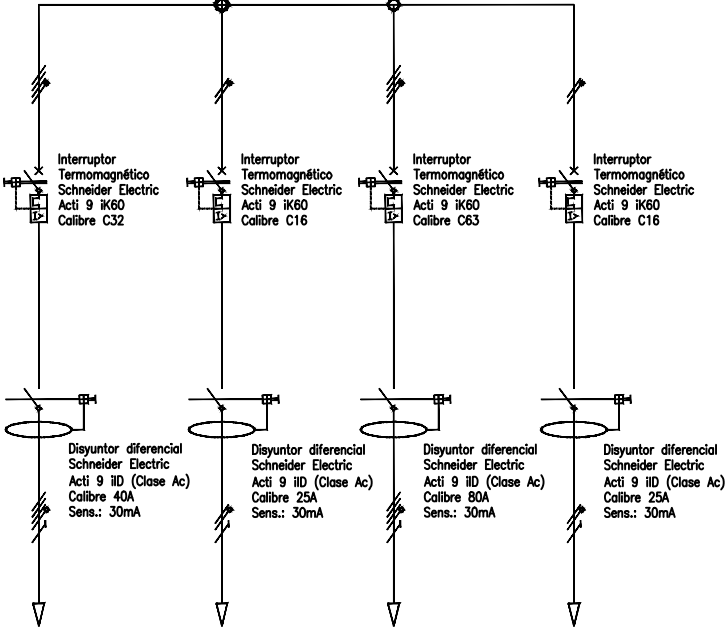 Interruptor
Termomagnético
Schneider Electric
Acti 9 iK60
Calibre C32
Interruptor
Termomagnético
Schneider Electric
Acti 9 iK60
Calibre C16
Interruptor
Termomagnético
Schneider Electric
Acti 9 iK60
Calibre C63
Interruptor
Termomagnético
Schneider Electric
Acti 9 iK60
Calibre C16
Disyuntor diferencial
Schneider Electric
Acti 9 iID (Clase Ac)
Calibre 40A
Sens.: 30mA
Disyuntor diferencial
Schneider Electric
Acti 9 iID (Clase Ac)
Calibre 25A
Sens.: 30mA
Disyuntor diferencial
Schneider Electric
Acti 9 iID (Clase Ac)
Calibre 80A
Sens.: 30mA
Disyuntor diferencial
Schneider Electric
Acti 9 iID (Clase Ac)
Calibre 25A
Sens.: 30mA